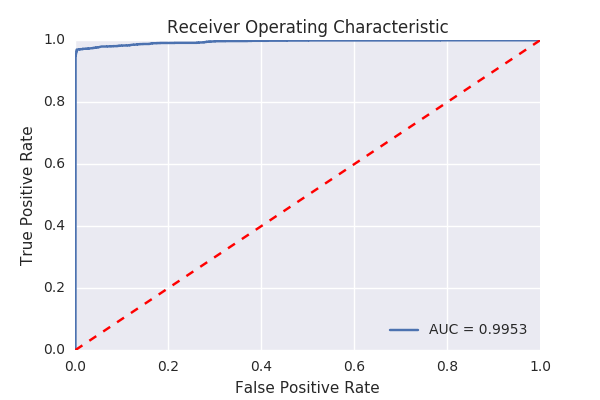 Receiver Operating Characteristic
1.0
0.8
0.6
0.4
0.2
0.0
True Positive Rate
AUC = 0.9953
0.0 0.2 0.4 0.6 0.8 1.0
False Positive Rate